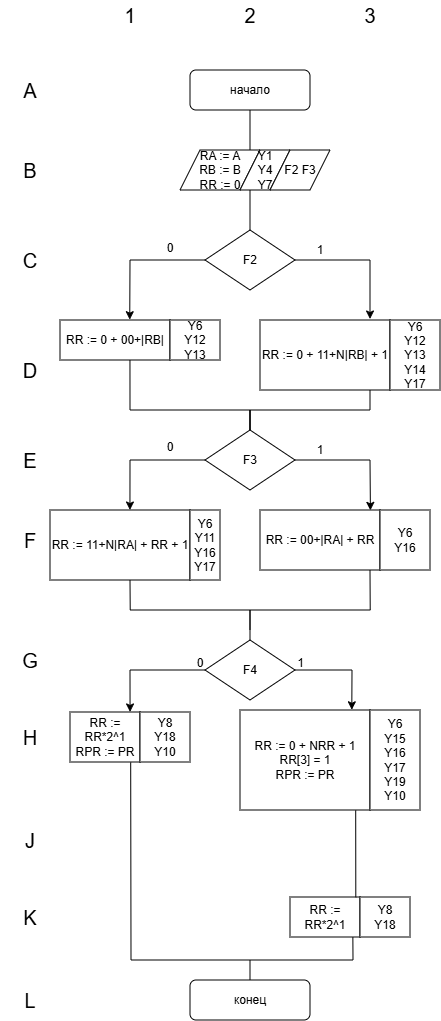 1 2 3
A
начало
B
RA := A
RB := B
RR := 0
Y1
Y4
Y7
F2 F3
C
0
F2
1
D
RR := 0 + 00+|RB|
Y6
Y12
Y13
RR := 0 + 11+N|RB| + 1
Y6
Y12
Y13
Y14
Y17
E
0
F3
1
F
RR := 11+N|RA| + RR + 1
Y6
Y11
Y16
Y17
RR := 00+|RA| + RR
Y6
Y16
G
0
F4
1
H
RR :=
RR*2^1
RPR := PR
Y8
Y18
Y10
RR := 0 + NRR + 1
RR[3] = 1
RPR := PR
Y6
Y15
Y16
Y17
Y19
Y10
J
K
RR :=
RR*2^1
Y8
Y18
L
конец